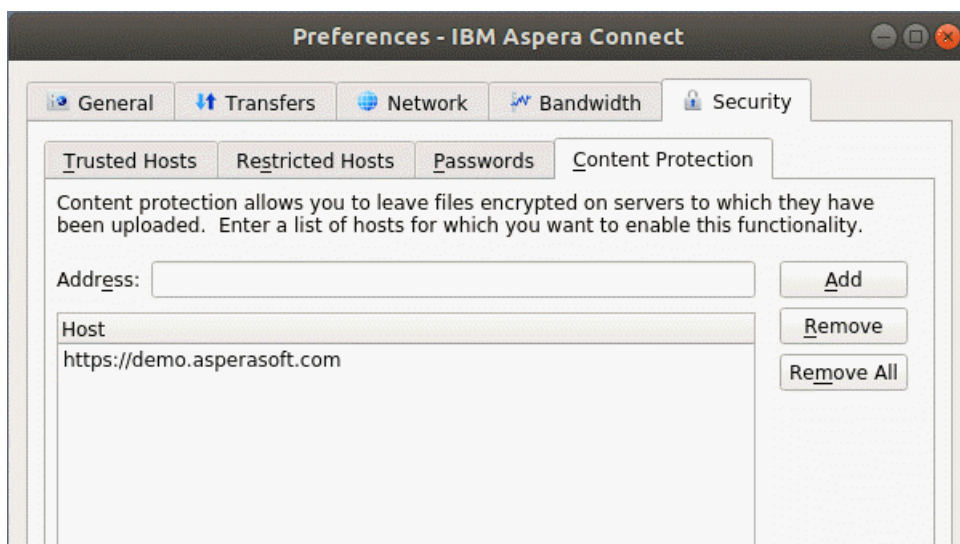 Preferences - IBM Aspera Connect
General Transfers Network Bandwidth Security
Trusted Hosts Restricted Hosts Passwords Content Protection
Content protection allows you to leave files encrypted on servers to which they have
been uploaded.  Enter a list of hosts for which you want to enable this functionality.
Address: Add
Host Remove
https://demo.asperasoft.com
Remove All